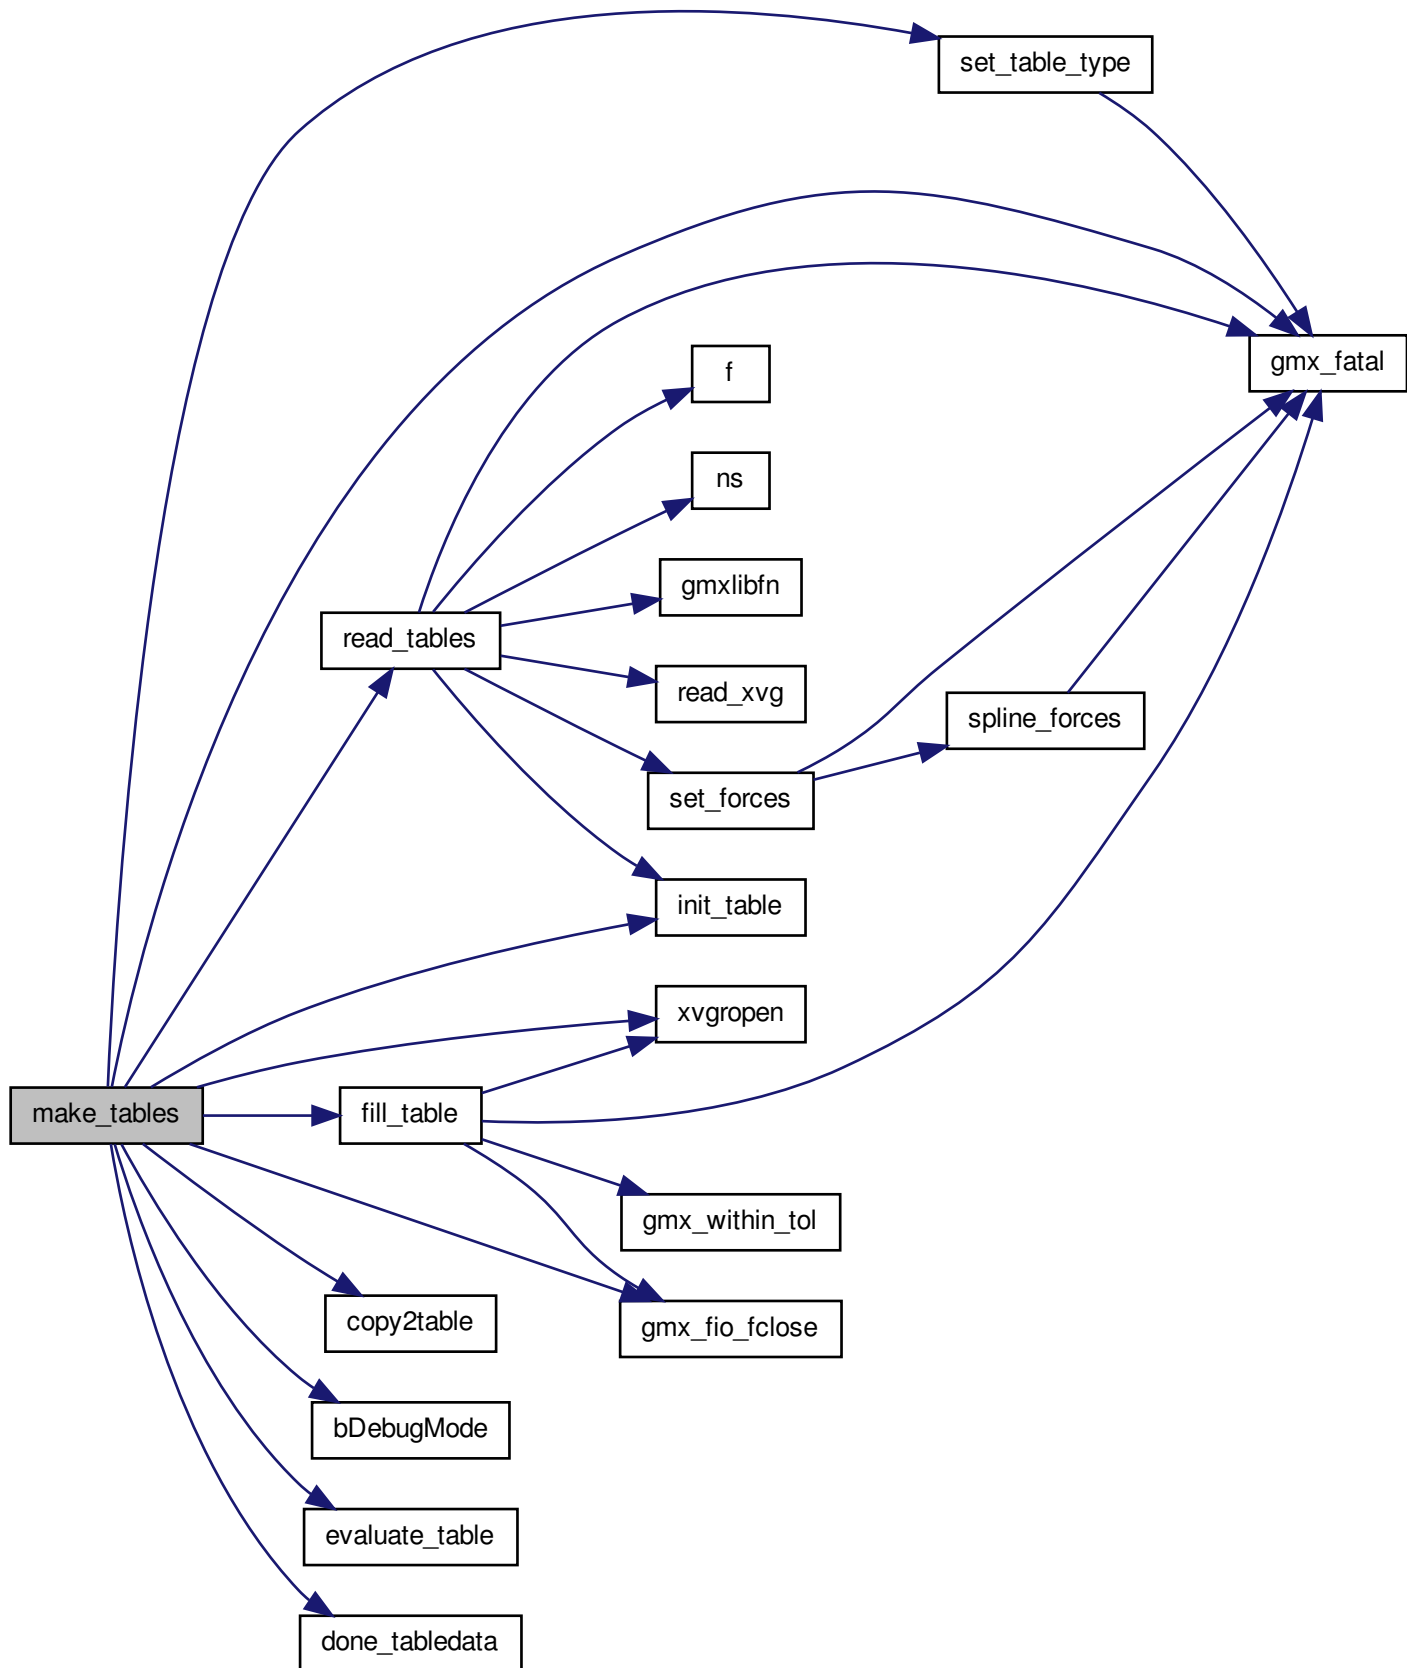 set_table_type
gmx_fatal
f
ns
gmxlibfn
read_tables
read_xvg
spline_forces
set_forces
init_table
xvgropen
make_tables
fill_table
gmx_within_tol
copy2table
gmx_fio_fclose
bDebugMode
evaluate_table
done_tabledata